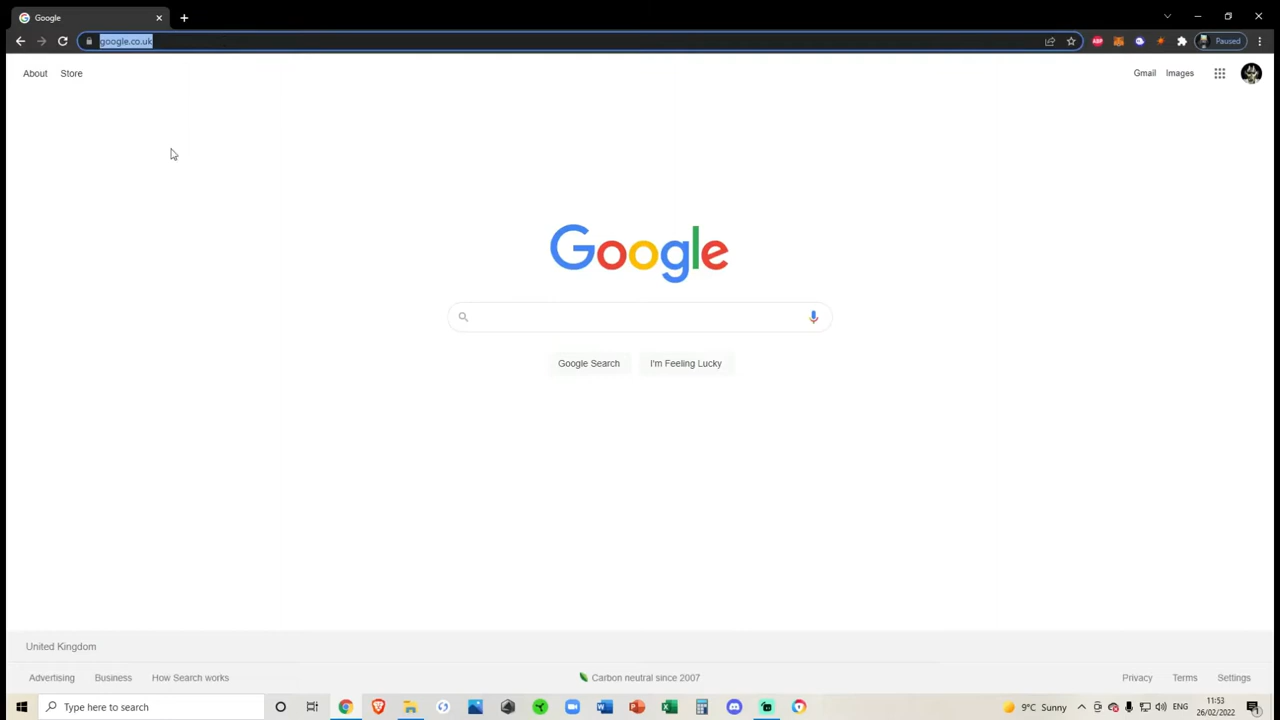 Google
google.co.uk
Paused
About Store
Gmail Images
Google
Google Search I'm Feeling Lucky
United Kingdom
Advertising Business How Search works
Carbon neutral since 2007
Privacy Terms Settings
Type here to search
9°C Sunny
ENG
11:53
26/02/2022